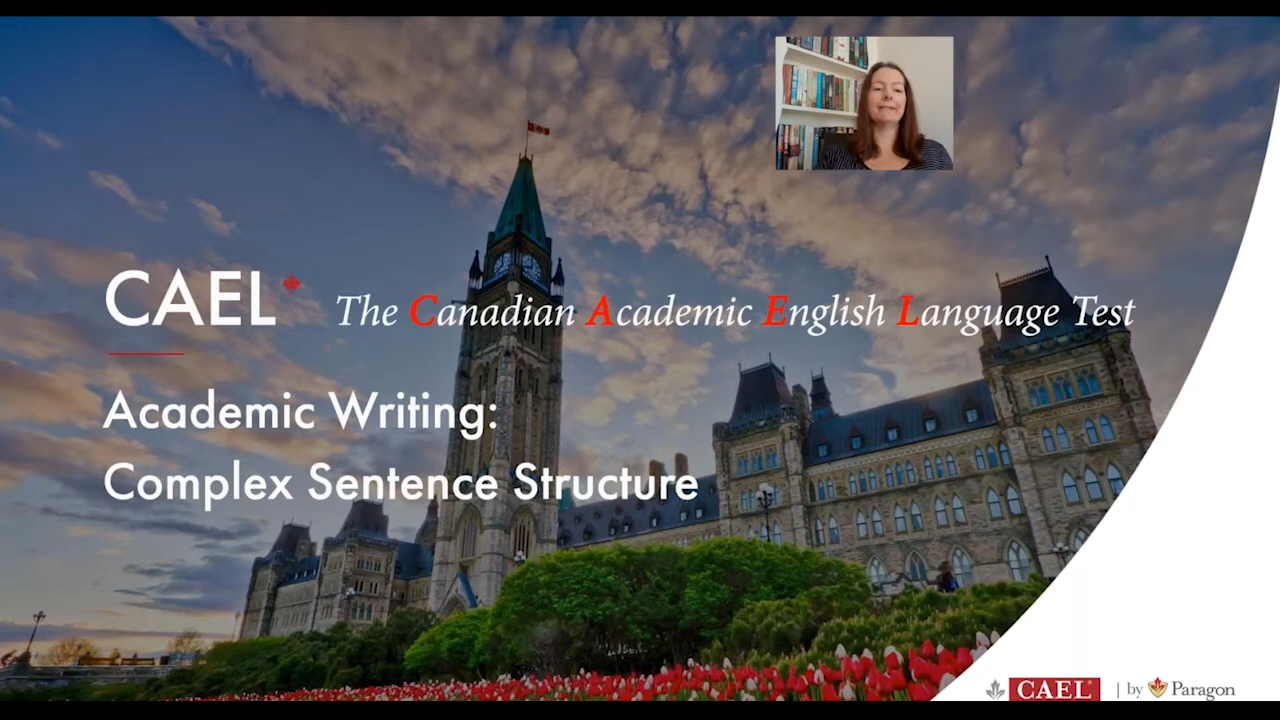 CAEL
The Canadian Academic English Language Test
Academic Writing:
Complex Sentence Structure
CAEL | by Paragon